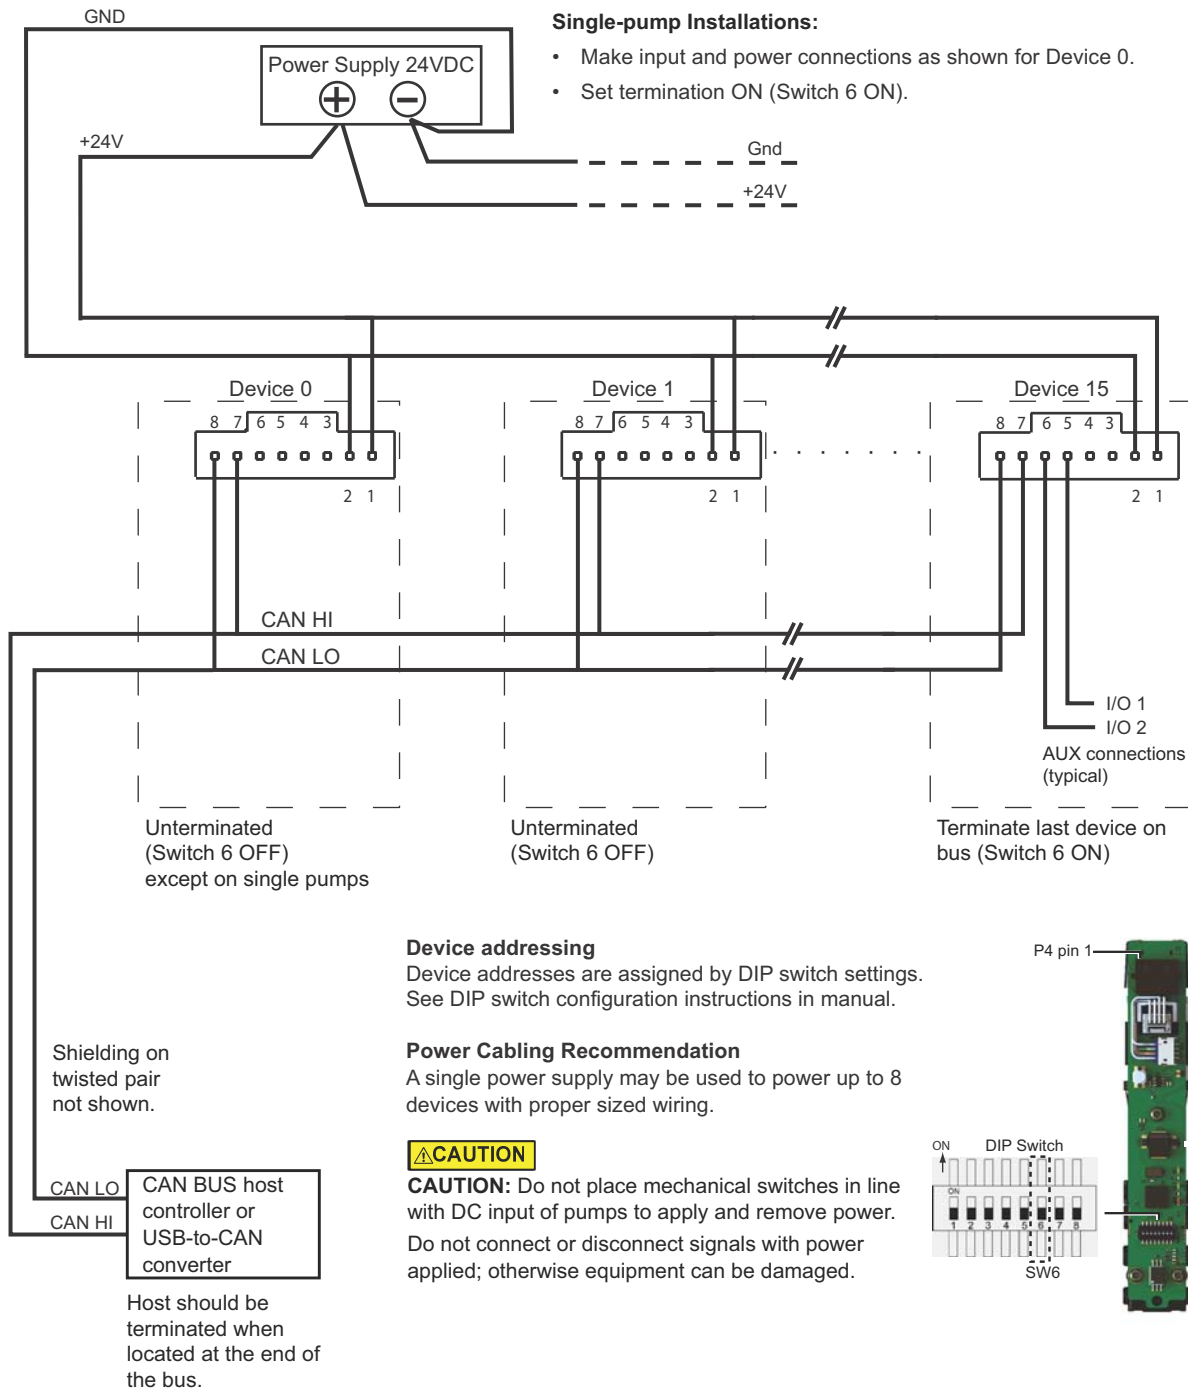 GND
Single-pump Installations:
• Make input and power connections as shown for Device 0.
• Set termination ON (Switch 6 ON).
Power Supply 24VDC
+24V
Gnd
+24V
Device 0
8 7 6 5 4 3
2 1
Device 1
8 7 6 5 4 3
2 1
Device 15
8 7 6 5 4 3
2 1
CAN HI
CAN LO
I/O 1
I/O 2
AUX connections
(typical)
Unterminated
(Switch 6 OFF)
except on single pumps
Unterminated
(Switch 6 OFF)
Terminate last device on
bus (Switch 6 ON)
Device addressing
Device addresses are assigned by DIP switch settings.
See DIP switch configuration instructions in manual.
Power Cabling Recommendation
A single power supply may be used to power up to 8
devices with proper sized wiring.
⚠CAUTION
CAUTION: Do not place mechanical switches in line
with DC input of pumps to apply and remove power.
Do not connect or disconnect signals with power
applied; otherwise equipment can be damaged.
Shielding on
twisted pair
not shown.
CAN LO
CAN HI
CAN BUS host
controller or
USB-to-CAN
converter
Host should be
terminated when
located at the end of
the bus.
P4 pin 1
ON
DIP Switch
ON
1 2 3 4 5 6 7 8
SW6